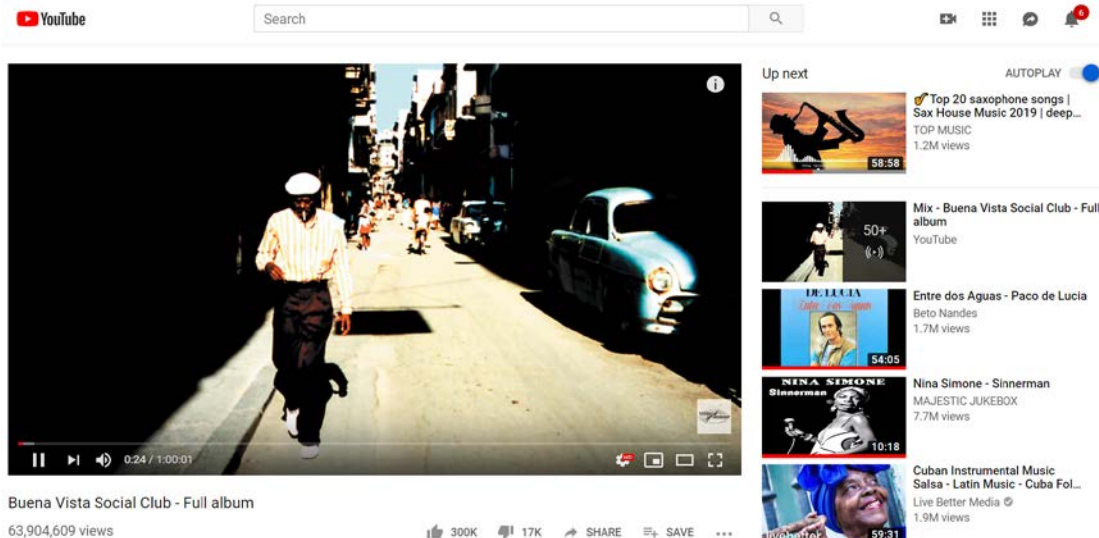 YouTube
Search
6
Up next
AUTOPLAY
Top 20 saxophone songs |
Sax House Music 2019 | deep...
TOP MUSIC
1.2M views
58:58
Mix - Buena Vista Social Club - Full
album
YouTube
50+
Entre dos Aguas - Paco de Lucia
Beto Nandes
1.7M views
DE LUCIA
54:05
Nina Simone - Sinnerman
MAJESTIC JUKEBOX
7.7M views
NINA SIMONE
Sinnerman
10:18
Cuban Instrumental Music
Salsa - Latin Music - Cuba Fol...
Live Better Media
1.9M views
59:31
0:24 / 1:00:01
HD
Buena Vista Social Club - Full album
63,904,609 views
300K
17K
SHARE
SAVE